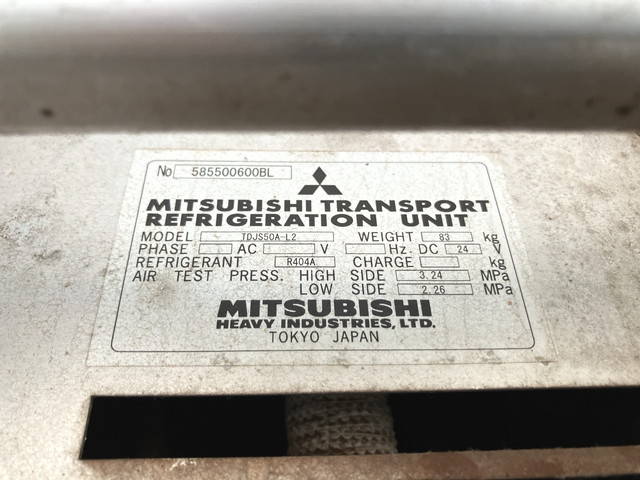 No 585500600BL
MITSUBISHI TRANSPORT
REFRIGERATION UNIT
MODEL TDJS50A-L2 WEIGHT 83 kg
PHASE AC V Hz. DC 24 V
REFRIGERANT R404A CHARGE kg
AIR TEST PRESS. HIGH SIDE 3.24 MPa
LOW SIDE 2.26 MPa
MITSUBISHI
HEAVY INDUSTRIES, LTD.
TOKYO JAPAN